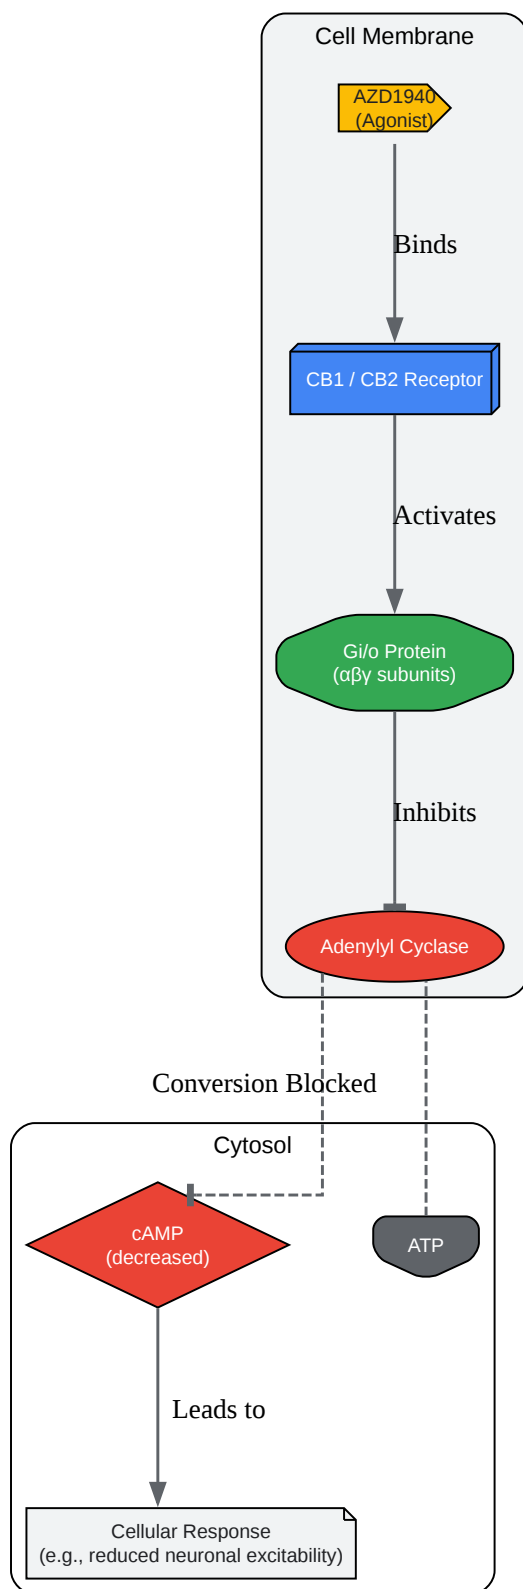 Cell Membrane
AZD1940
(Agonist)
Binds
CB1 / CB2 Receptor
Activates
Gi/o Protein
(αβγ subunits)
Inhibits
Adenylyl Cyclase
Conversion Blocked
Cytosol
cAMP
(decreased)
ATP
Leads to
Cellular Response
(e.g., reduced neuronal excitability)